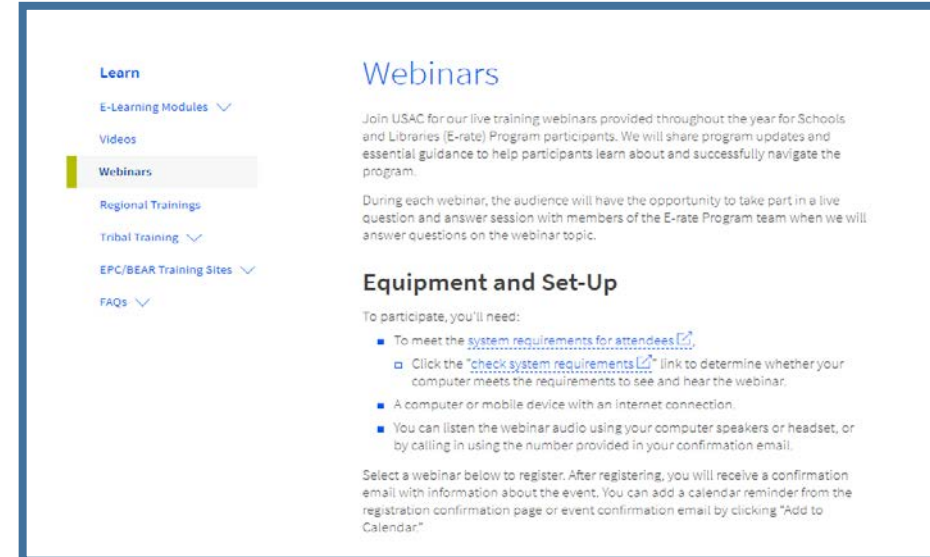 Learn
E-Learning Modules
Videos
Webinars
Regional Trainings
Tribal Training
EPC/BEAR Training Sites
FAQs
Webinars
Join USAC for our live training webinars provided throughout the year for Schools
and Libraries (E-rate) Program participants. We will share program updates and
essential guidance to help participants learn about and successfully navigate the
program.
During each webinar, the audience will have the opportunity to take part in a live
question and answer session with members of the E-rate Program team when we will
answer questions on the webinar topic.
Equipment and Set-Up
To participate, you'll need:
To meet the system requirements for attendees.
Click the "check system requirements" link to determine whether your
computer meets the requirements to see and hear the webinar.
A computer or mobile device with an internet connection.
You can listen the webinar audio using your computer speakers or headset, or
by calling in using the number provided in your confirmation email.
Select a webinar below to register. After registering, you will receive a confirmation
email with information about the event. You can add a calendar reminder from the
registration confirmation page or event confirmation email by clicking "Add to
Calendar."